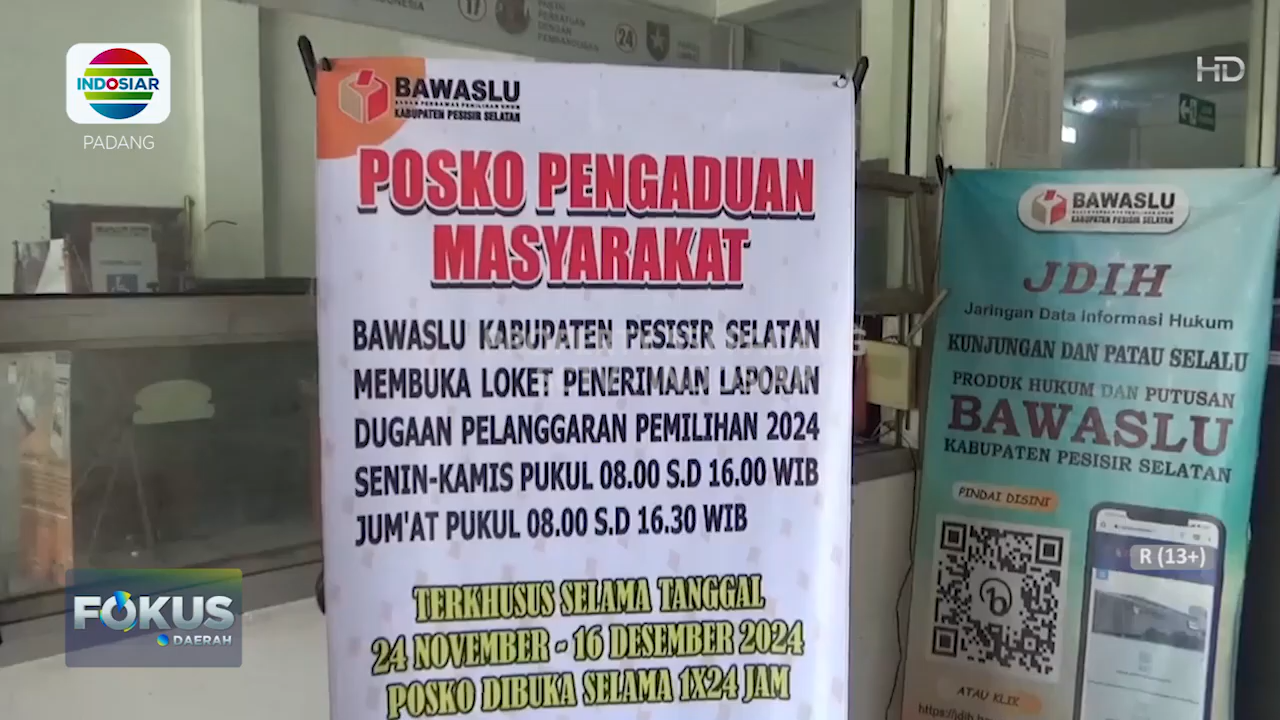 INDOSIAR
PADANG
HD
17
24
BAWASLU
KABUPATEN PESISIR SELATAN
POSKO PENGADUAN
MASYARAKAT
BAWASLU KABUPATEN PESISIR SELATAN
MEMBUKA LOKET PENERIMAAN LAPORAN
DUGAAN PELANGGARAN PEMILIHAN 2024
SENIN-KAMIS PUKUL 08.00 S.D 16.00 WIB
JUM'AT PUKUL 08.00 S.D 16.30 WIB
TERKHUSUS SELAMA TANGGAL
24 NOVEMBER - 16 DESEMBER 2024
POSKO DIBUKA SELAMA 1X24 JAM
BAWASLU
KABUPATEN PESISIR SELATAN
JDIH
Jaringan Data informasi Hukum
KUNJUNGAN DAN PATAU SELALU
PRODUK HUKUM DAN PUTUSAN
BAWASLU
KABUPATEN PESISIR SELATAN
PINDAI DISINI
ATAU KLIK
R (13+)
FOKUS
DAERAH